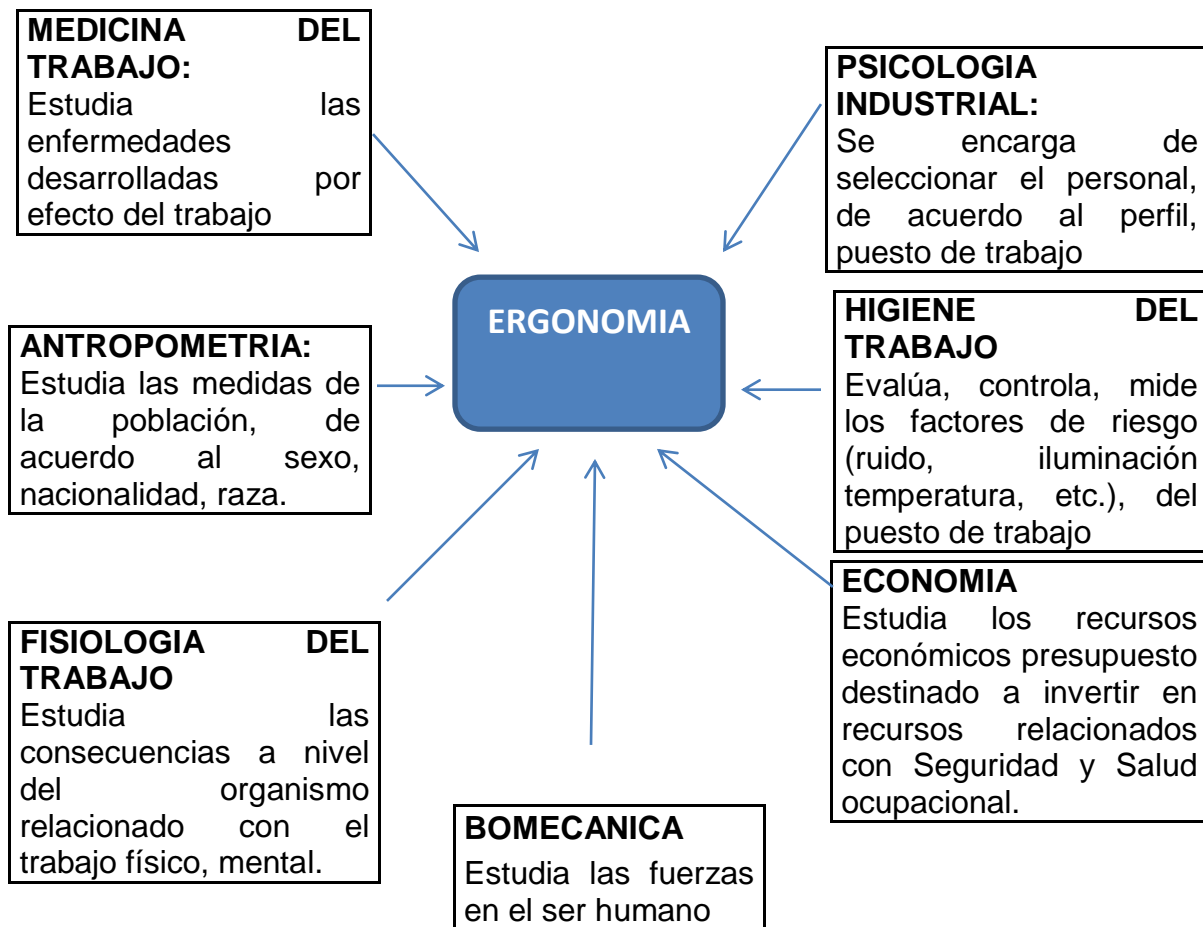 MEDICINA DEL
TRABAJO:
Estudia las
enfermedades
desarrolladas por
efecto del trabajo
PSICOLOGIA
INDUSTRIAL:
Se encarga de
seleccionar el personal,
de acuerdo al perfil,
puesto de trabajo
ERGONOMIA
ANTROPOMETRIA:
Estudia las medidas de
la población, de
acuerdo al sexo,
nacionalidad, raza.
HIGIENE DEL
TRABAJO
Evalúa, controla, mide
los factores de riesgo
(ruido, iluminación
temperatura, etc.), del
puesto de trabajo
FISIOLOGIA DEL
TRABAJO
Estudia las
consecuencias a nivel
del organismo
relacionado con el
trabajo físico, mental.
ECONOMIA
Estudia los recursos
económicos presupuesto
destinado a invertir en
recursos relacionados
con Seguridad y Salud
ocupacional.
BOMECANICA
Estudia las fuerzas
en el ser humano